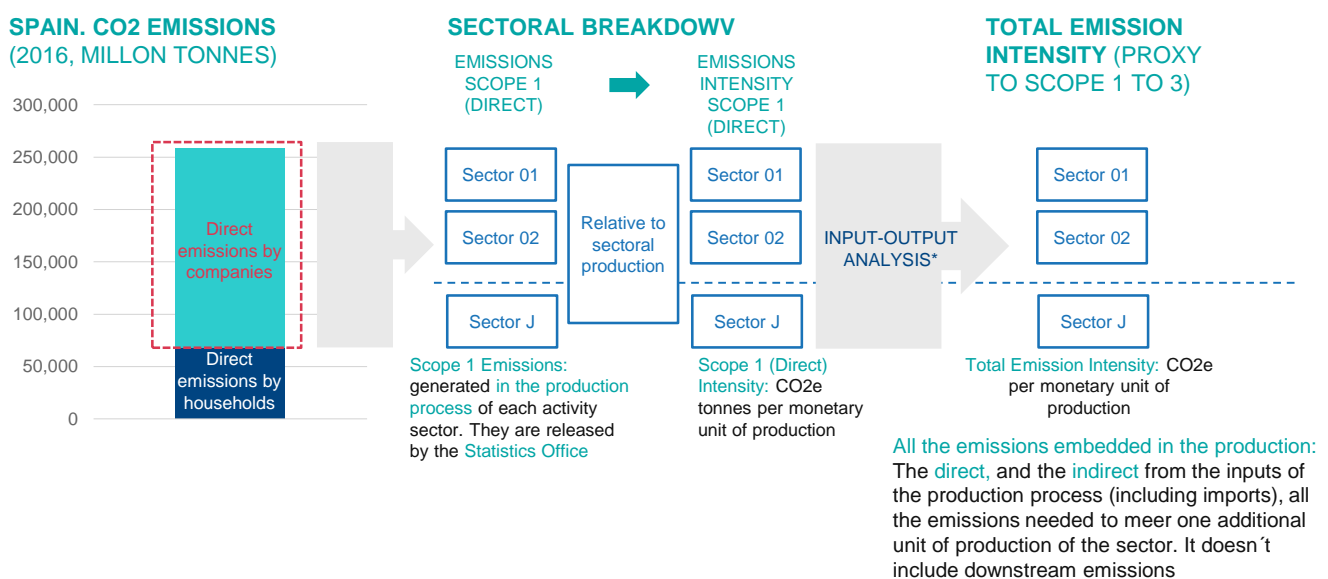 SPAIN. CO2 EMISSIONS
(2016, MILLON TONNES)
300,000
250,000
200,000
150,000
100,000
50,000
0
Direct
emissions by
companies
Direct
emissions by
households
SECTORAL BREAKDOWV
EMISSIONS
SCOPE 1
(DIRECT)
EMISSIONS
INTENSITY
SCOPE 1
(DIRECT)
Sector 01
Sector 02
Sector J
Relative to
sectoral
production
Sector 01
Sector 02
Sector J
INPUT-OUTPUT
ANALYSIS*
Scope 1 Emissions:
generated in the production
process of each activity
sector. They are released
by the Statistics Office
Scope 1 (Direct)
Intensity: CO2e
tonnes per monetary
unit of production
TOTAL EMISSION
INTENSITY (PROXY
TO SCOPE 1 TO 3)
Sector 01
Sector 02
Sector J
Total Emission Intensity: CO2e
per monetary unit of
production
All the emissions embedded in the production:
The direct, and the indirect from the inputs of
the production process (including imports), all
the emissions needed to meer one additional
unit of production of the sector. It doesn´t
include downstream emissions